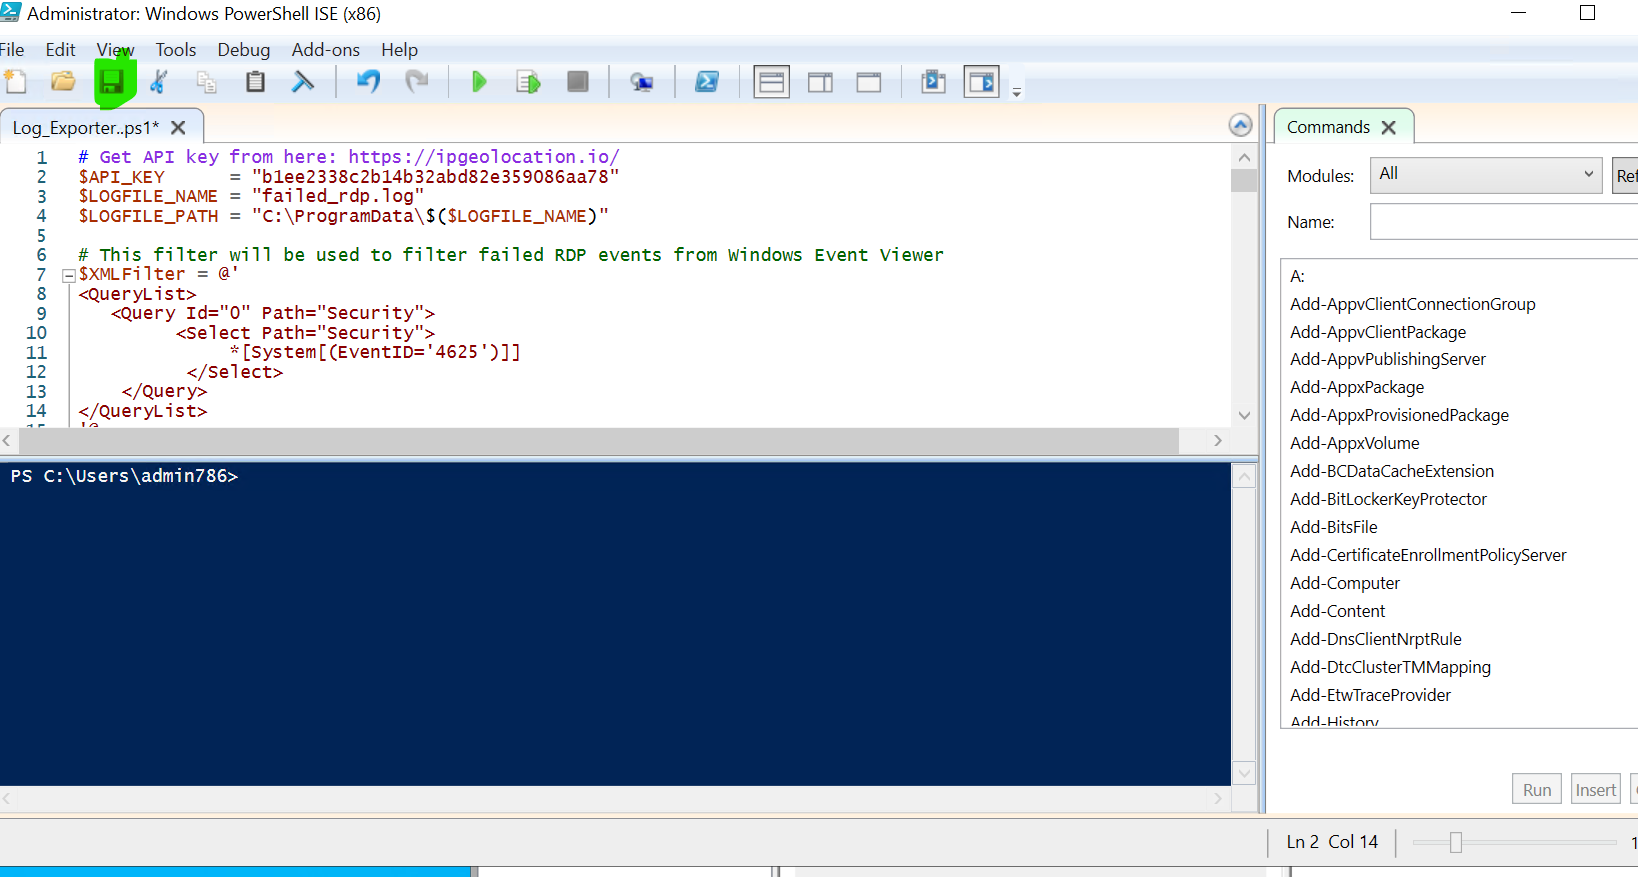 Administrator: Windows PowerShell ISE (x86)
File Edit View Tools Debug Add-ons Help
Log_Exporter..ps1*
1 # Get API key from here: https://ipgeolocation.io/
2 $API_KEY      = "b1ee2338c2b14b32abd82e359086aa78"
3 $LOGFILE_NAME = "failed_rdp.log"
4 $LOGFILE_PATH = "C:\ProgramData\$($LOGFILE_NAME)"
5
6 # This filter will be used to filter failed RDP events from Windows Event Viewer
7 $XMLFilter = @'
8 <QueryList>
9 <Query Id="0" Path="Security">
10 <Select Path="Security">
11 *[System[(EventID='4625')]]
12 </Select>
13 </Query>
14 </QueryList>
15 '@
PS C:\Users\admin786>
Commands
Modules: All Ref
Name:
A:
Add-AppvClientConnectionGroup
Add-AppvClientPackage
Add-AppvPublishingServer
Add-AppxPackage
Add-AppxProvisionedPackage
Add-AppxVolume
Add-BCDataCacheExtension
Add-BitLockerKeyProtector
Add-BitsFile
Add-CertificateEnrollmentPolicyServer
Add-Computer
Add-Content
Add-DnsClientNrptRule
Add-DtcClusterTMMapping
Add-EtwTraceProvider
Add-History
Run Insert
Ln 2 Col 14